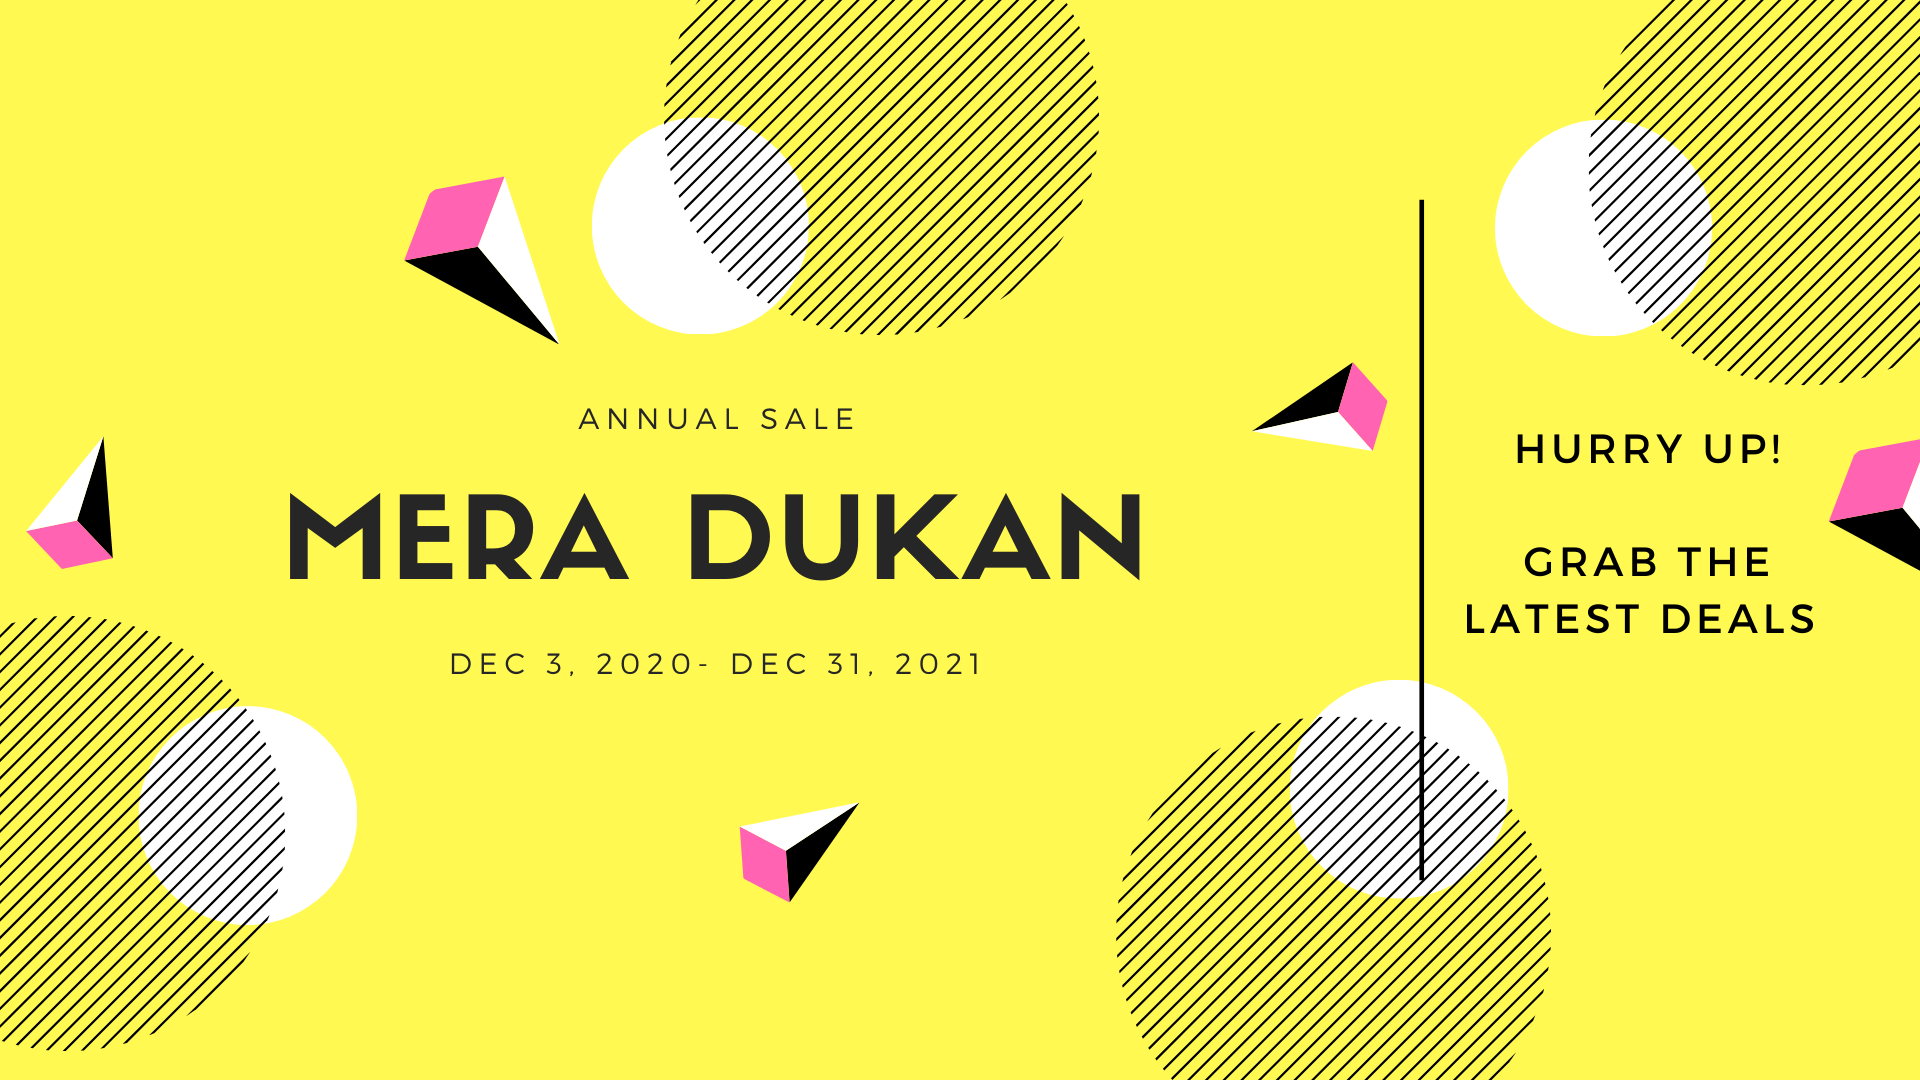 ANNUAL SALE
MERA DUKAN
DEC 3, 2020- DEC 31, 2021
HURRY UP!
GRAB THE
LATEST DEALS